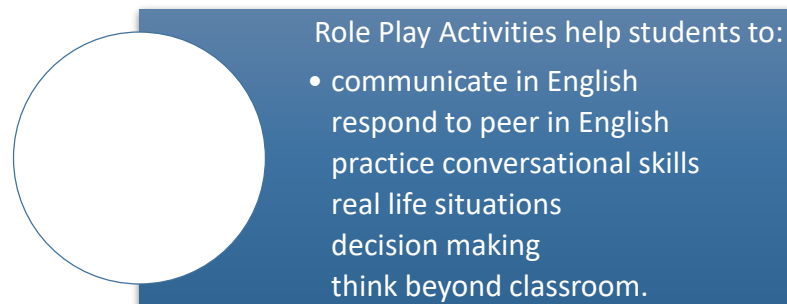 Role Play Activities help students to:
• communicate in English
respond to peer in English
practice conversational skills
real life situations
decision making
think beyond classroom.